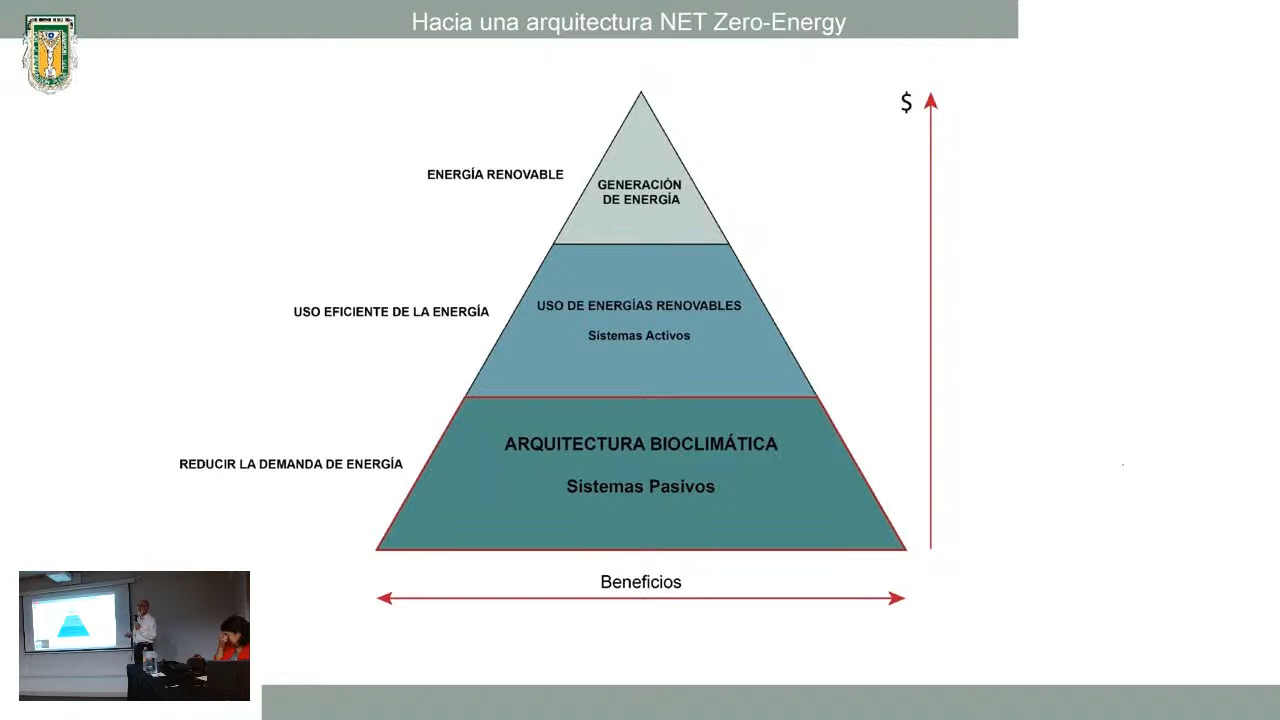 Hacia una arquitectura NET Zero-Energy
$
ENERGÍA RENOVABLE
GENERACIÓN
DE ENERGÍA
USO EFICIENTE DE LA ENERGÍA
USO DE ENERGÍAS RENOVABLES
Sistemas Activos
REDUCIR LA DEMANDA DE ENERGÍA
ARQUITECTURA BIOCLIMÁTICA
Sistemas Pasivos
Beneficios